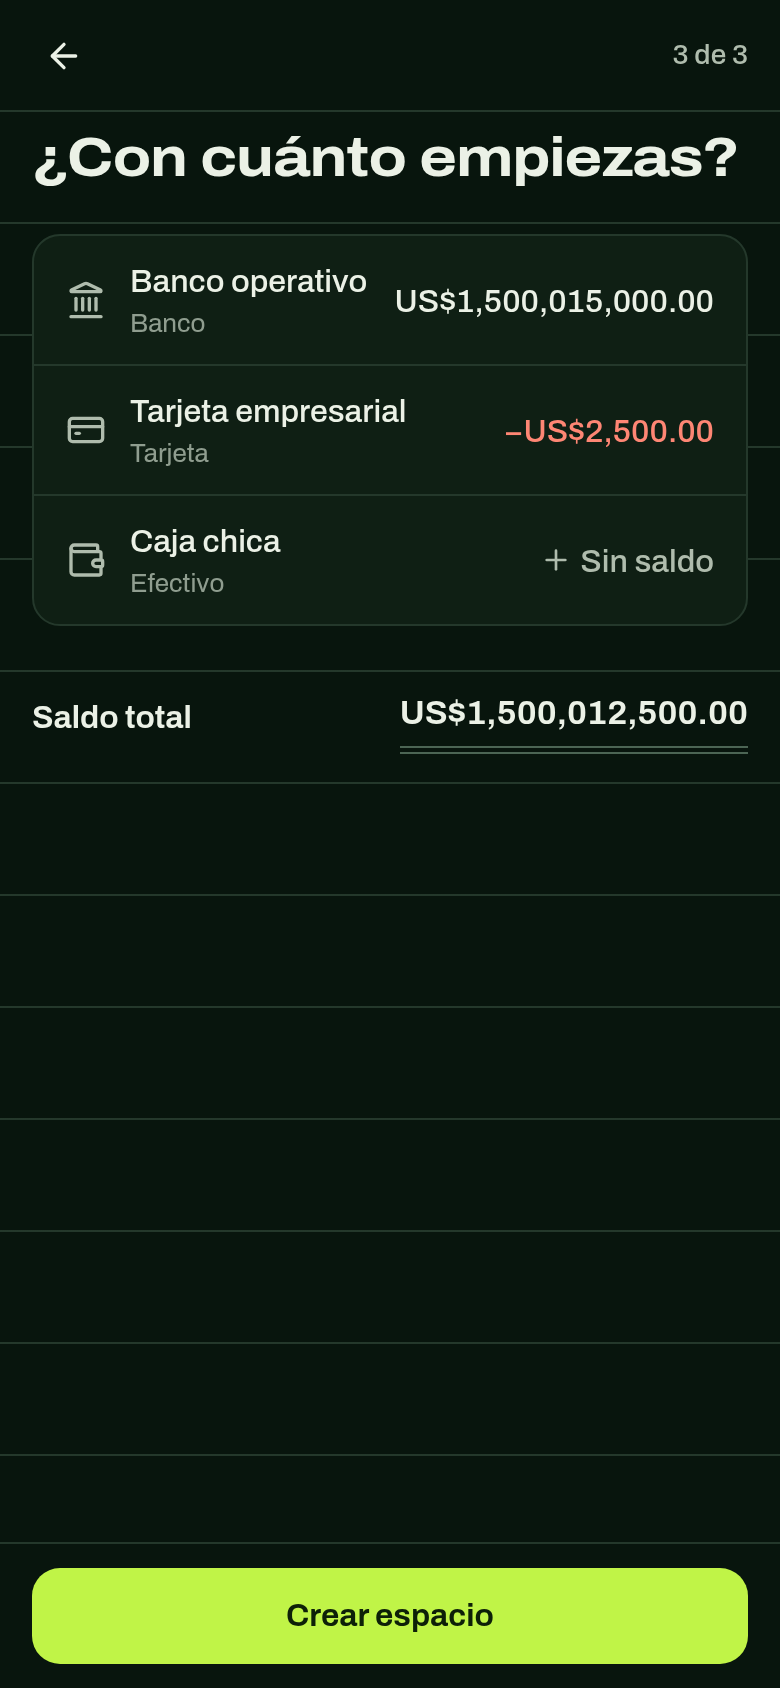 3 de 3
¿Con cuánto empiezas?
Banco operativo
Banco
US$1,500,015,000.00
Tarjeta empresarial
Tarjeta
–US$2,500.00
Caja chica
Efectivo
+ Sin saldo
Saldo total
US$1,500,012,500.00
Crear espacio